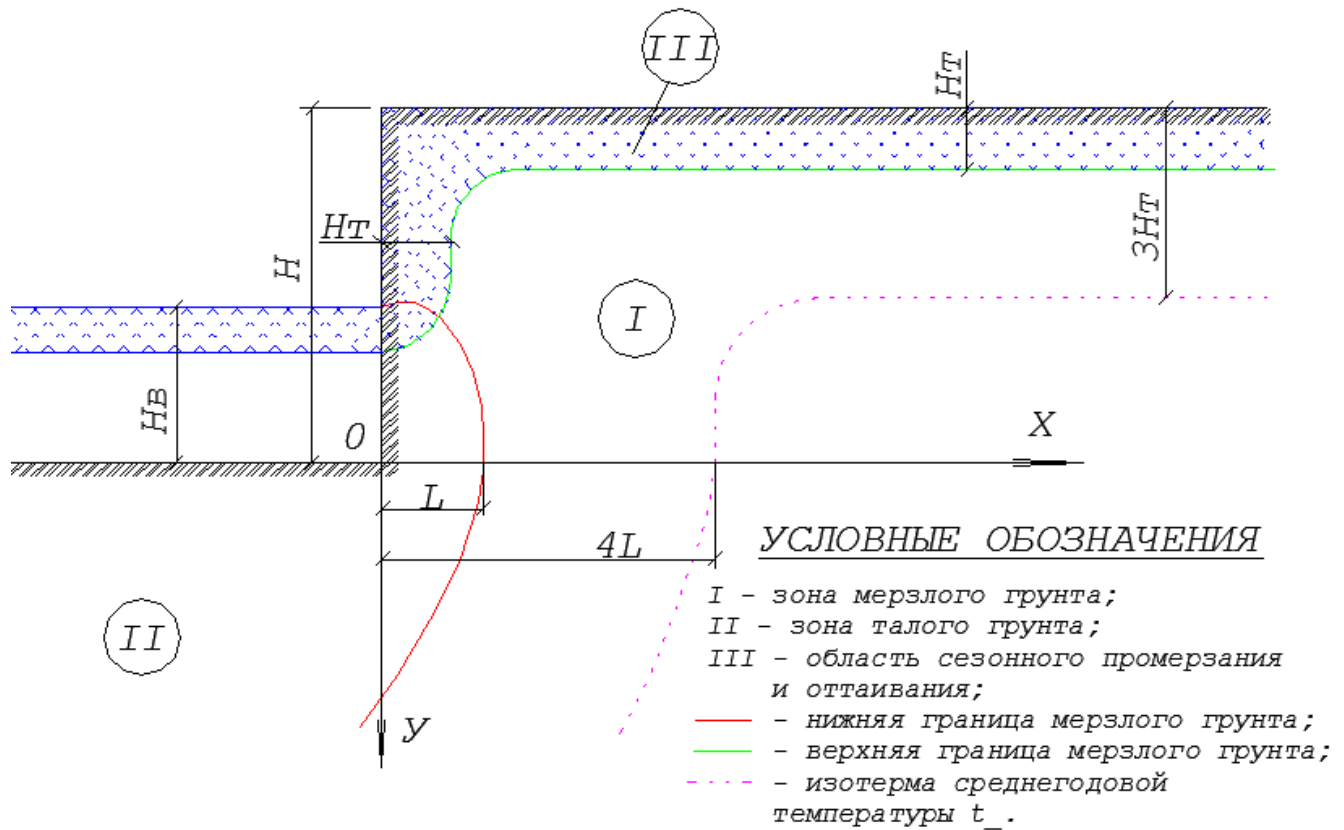 III
Нт
Нт
3Нт
Н
I
Нв
О
X
L
4L
II
У
УСЛОВНЫЕ ОБОЗНАЧЕНИЯ
I - зона мерзлого грунта;
II - зона талого грунта;
III - область сезонного промерзания
и оттаивания;
- нижняя граница мерзлого грунта;
- верхняя граница мерзлого грунта;
- изотерма среднегодовой
температуры t_.